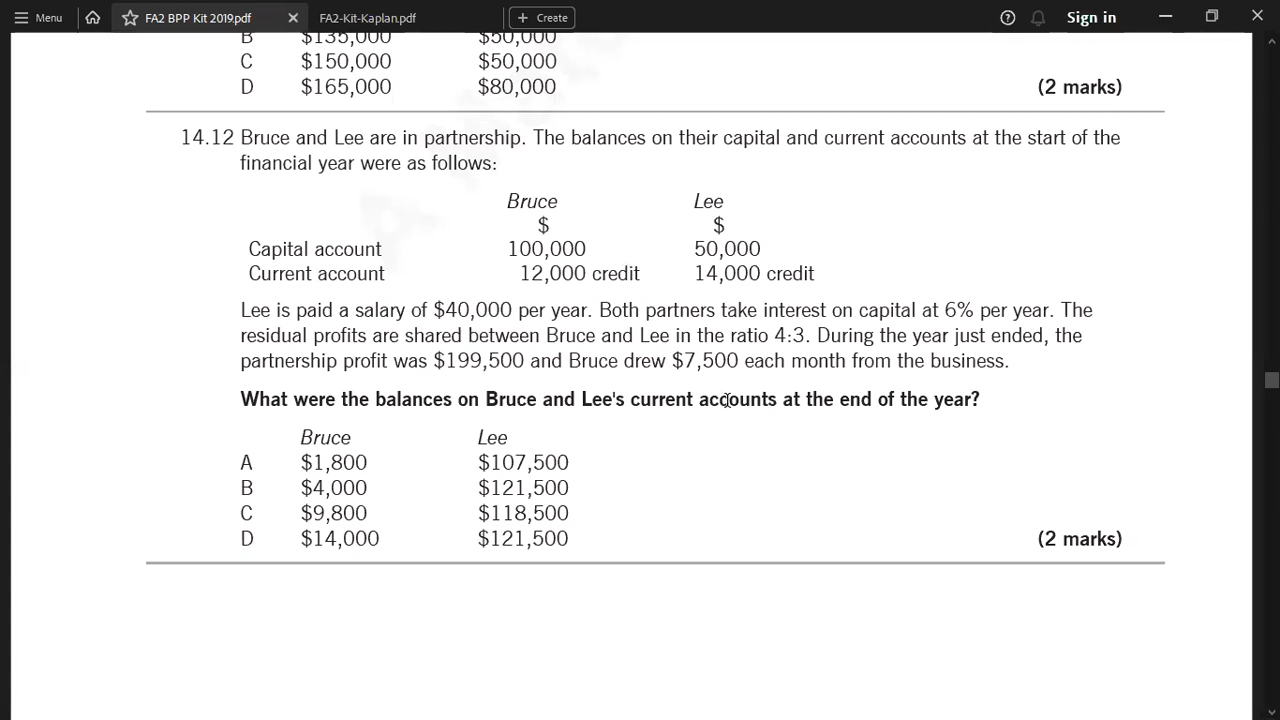 Menu FA2 BPP Kit 2019.pdf FA2-Kit-Kaplan.pdf Create Sign in
B $135,000 $50,000
C $150,000 $50,000
D $165,000 $80,000 (2 marks)
14.12 Bruce and Lee are in partnership. The balances on their capital and current accounts at the start of the
financial year were as follows:
Bruce Lee
$ $
Capital account 100,000 50,000
Current account 12,000 credit 14,000 credit
Lee is paid a salary of $40,000 per year. Both partners take interest on capital at 6% per year. The
residual profits are shared between Bruce and Lee in the ratio 4:3. During the year just ended, the
partnership profit was $199,500 and Bruce drew $7,500 each month from the business.
What were the balances on Bruce and Lee's current accounts at the end of the year?
Bruce Lee
A $1,800 $107,500
B $4,000 $121,500
C $9,800 $118,500
D $14,000 $121,500 (2 marks)